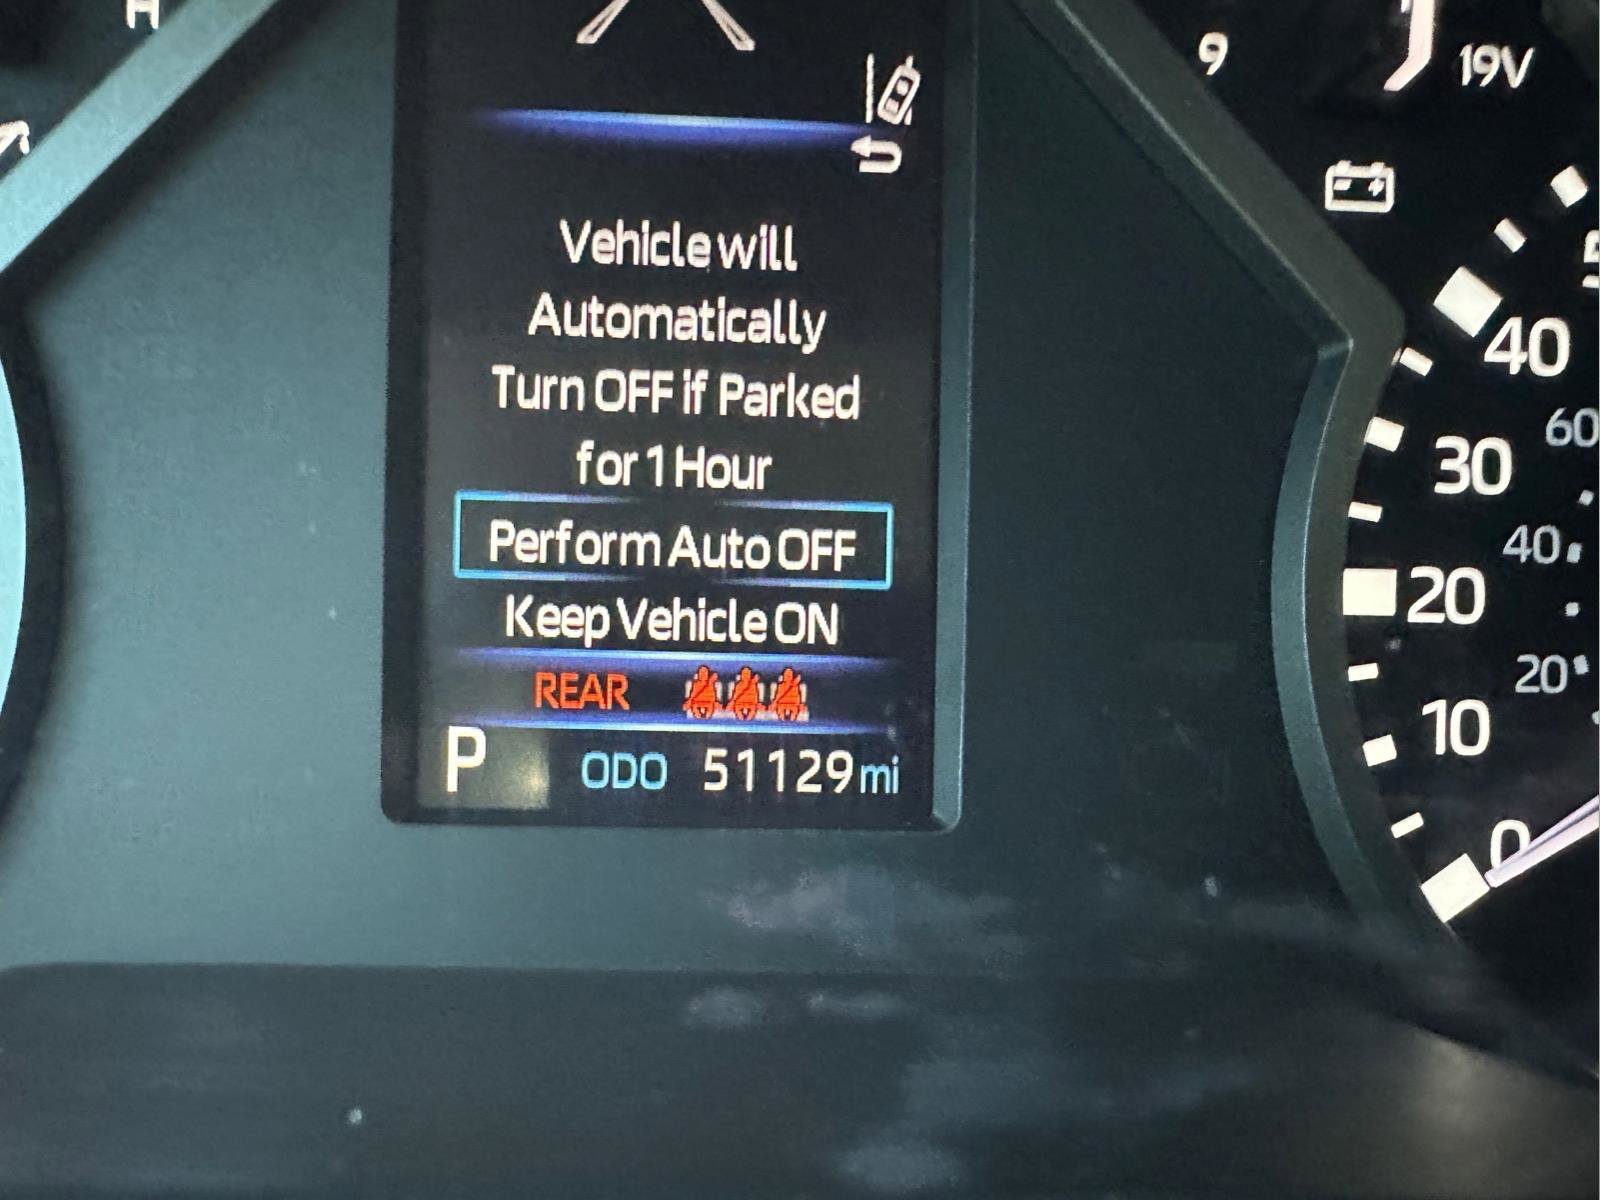 H
9
19V
Vehicle will
Automatically
Turn OFF if Parked
for 1 Hour
Perform Auto OFF
Keep Vehicle ON
REAR
P ODO 51129 mi
40
60
30
40
20
20
10
0